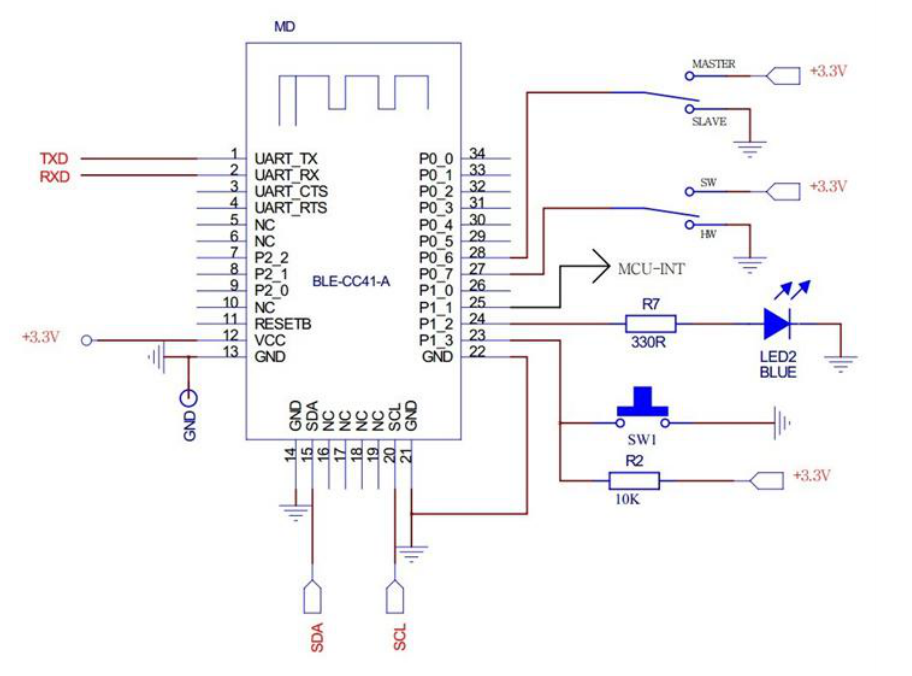 MD
MASTER
+3.3V
SLAVE
TXD
RXD
1 UART_TX
2 UART_RX
3 UART_CTS
4 UART_RTS
5 NC
6 NC
7 P2_2
8 P2_1
9 P2_0
10 NC
11 RESETB
12 VCC
13 GND
BLE-CC41-A
P0_0 34
P0_1 33
P0_2 32
P0_3 31
P0_4 30
P0_5 29
P0_6 28
P0_7 27
P1_0 26
P1_1 25
P1_2 24
P1_3 23
GND 22
SW
+3.3V
HW
MCU-INT
R7
330R
LED2
BLUE
+3.3V
GND
SW1
R2
10K
+3.3V
GND 14
SDA 15
NC 16
NC 17
NC 18
NC 19
SCL 20
GND 21
SDA
SCL